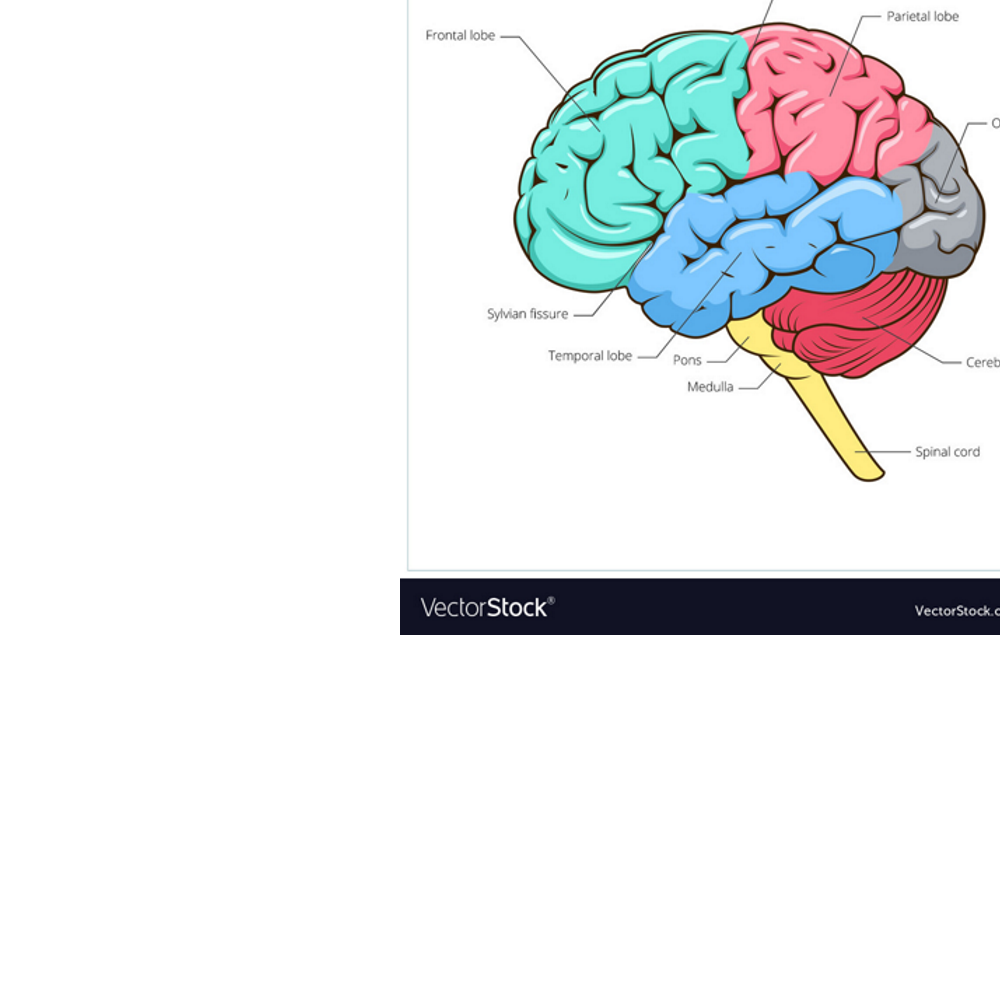 Parietal lobe
Frontal lobe
O
Sylvian fissure
Temporal lobe
Pons
Cereb
Medulla
Spinal cord
VectorStock®
VectorStock.c